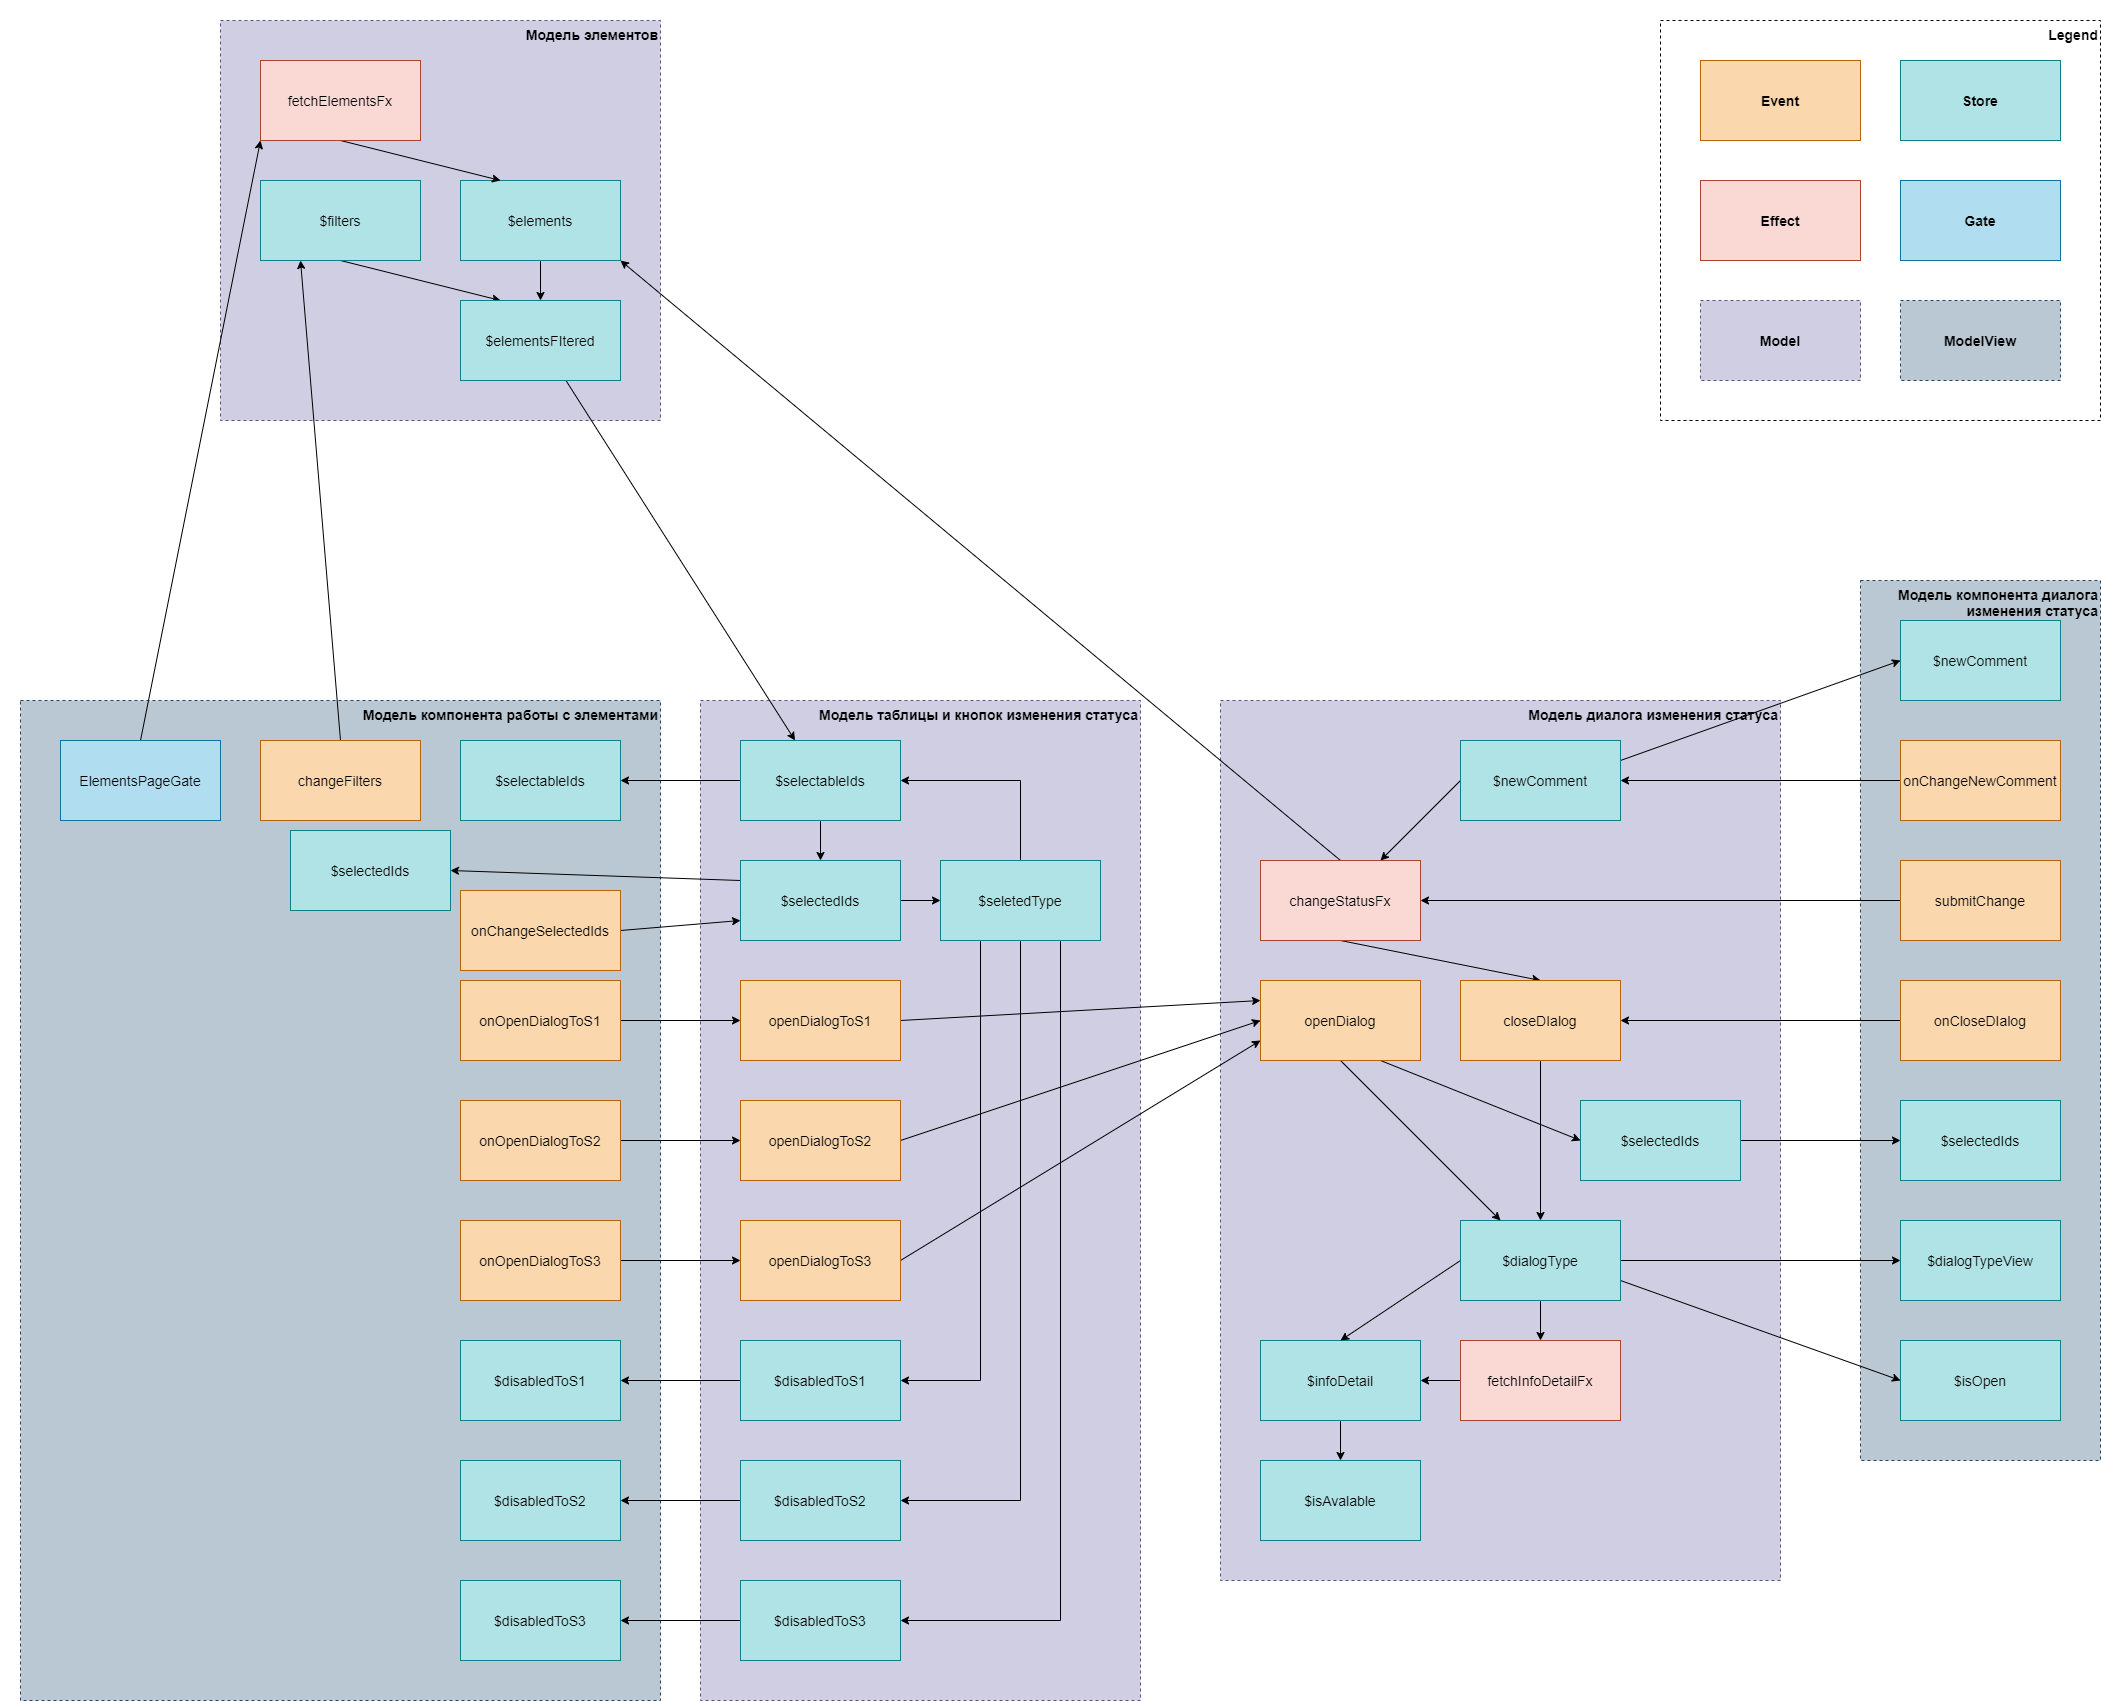 Модель элементов
fetchElementsFx
$filters
$elements
$elementsFltered
Legend
Event
Store
Effect
Gate
Model
ModelView
Модель компонента работы с элементами
ElementsPageGate
changeFilters
$selectableIds
$selectedIds
onChangeSelectedIds
onOpenDialogToS1
onOpenDialogToS2
onOpenDialogToS3
$disabledToS1
$disabledToS2
$disabledToS3
Модель таблицы и кнопок изменения статуса
$selectableIds
$selectedIds
$seletedType
openDialogToS1
openDialogToS2
openDialogToS3
$disabledToS1
$disabledToS2
$disabledToS3
Модель диалога изменения статуса
$newComment
changeStatusFx
openDialog
closeDIalog
$selectedIds
$dialogType
$infoDetail
fetchInfoDetailFx
$isAvalable
Модель компонента диалога
изменения статуса
$newComment
onChangeNewComment
submitChange
onCloseDIalog
$selectedIds
$dialogTypeView
$isOpen